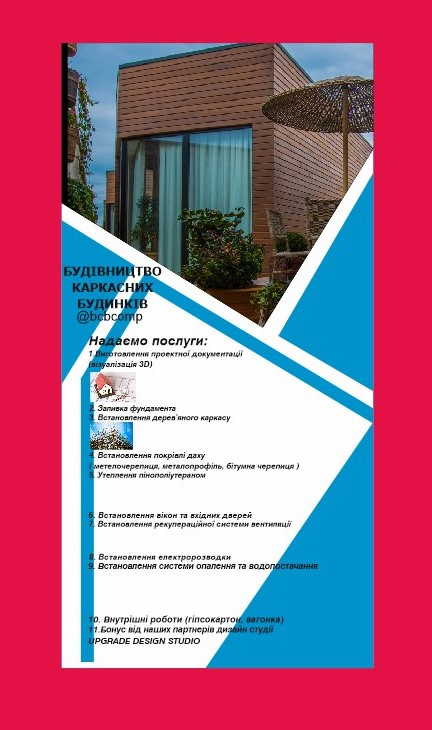 БУДІВНИЦТВО
КАРКАСНИХ
БУДИНКІВ
@bcbcomp
Надаємо послуги:
1.Виготовлення проектної документації
(візуалізація 3D)
2. Заливка фундамента
3. Встановлення дерев'яного каркасу
4. Встановлення покрівлі даху
( метелочерепиця, металопрофіль, бітумна черепиця )
5. Утеплення пінополіутераном
6. Встановлення вікон та вхідних дверей
7. Встановлення рекупераційної системи вентиляції
8. Встановлення електророзводки
9. Встановлення системи опалення та водопостачання
10. Внутрішні роботи (гіпсокартон, вагонка)
11.Бонус від наших партнерів дизайн студії
UPGRADE DESIGN STUDIO